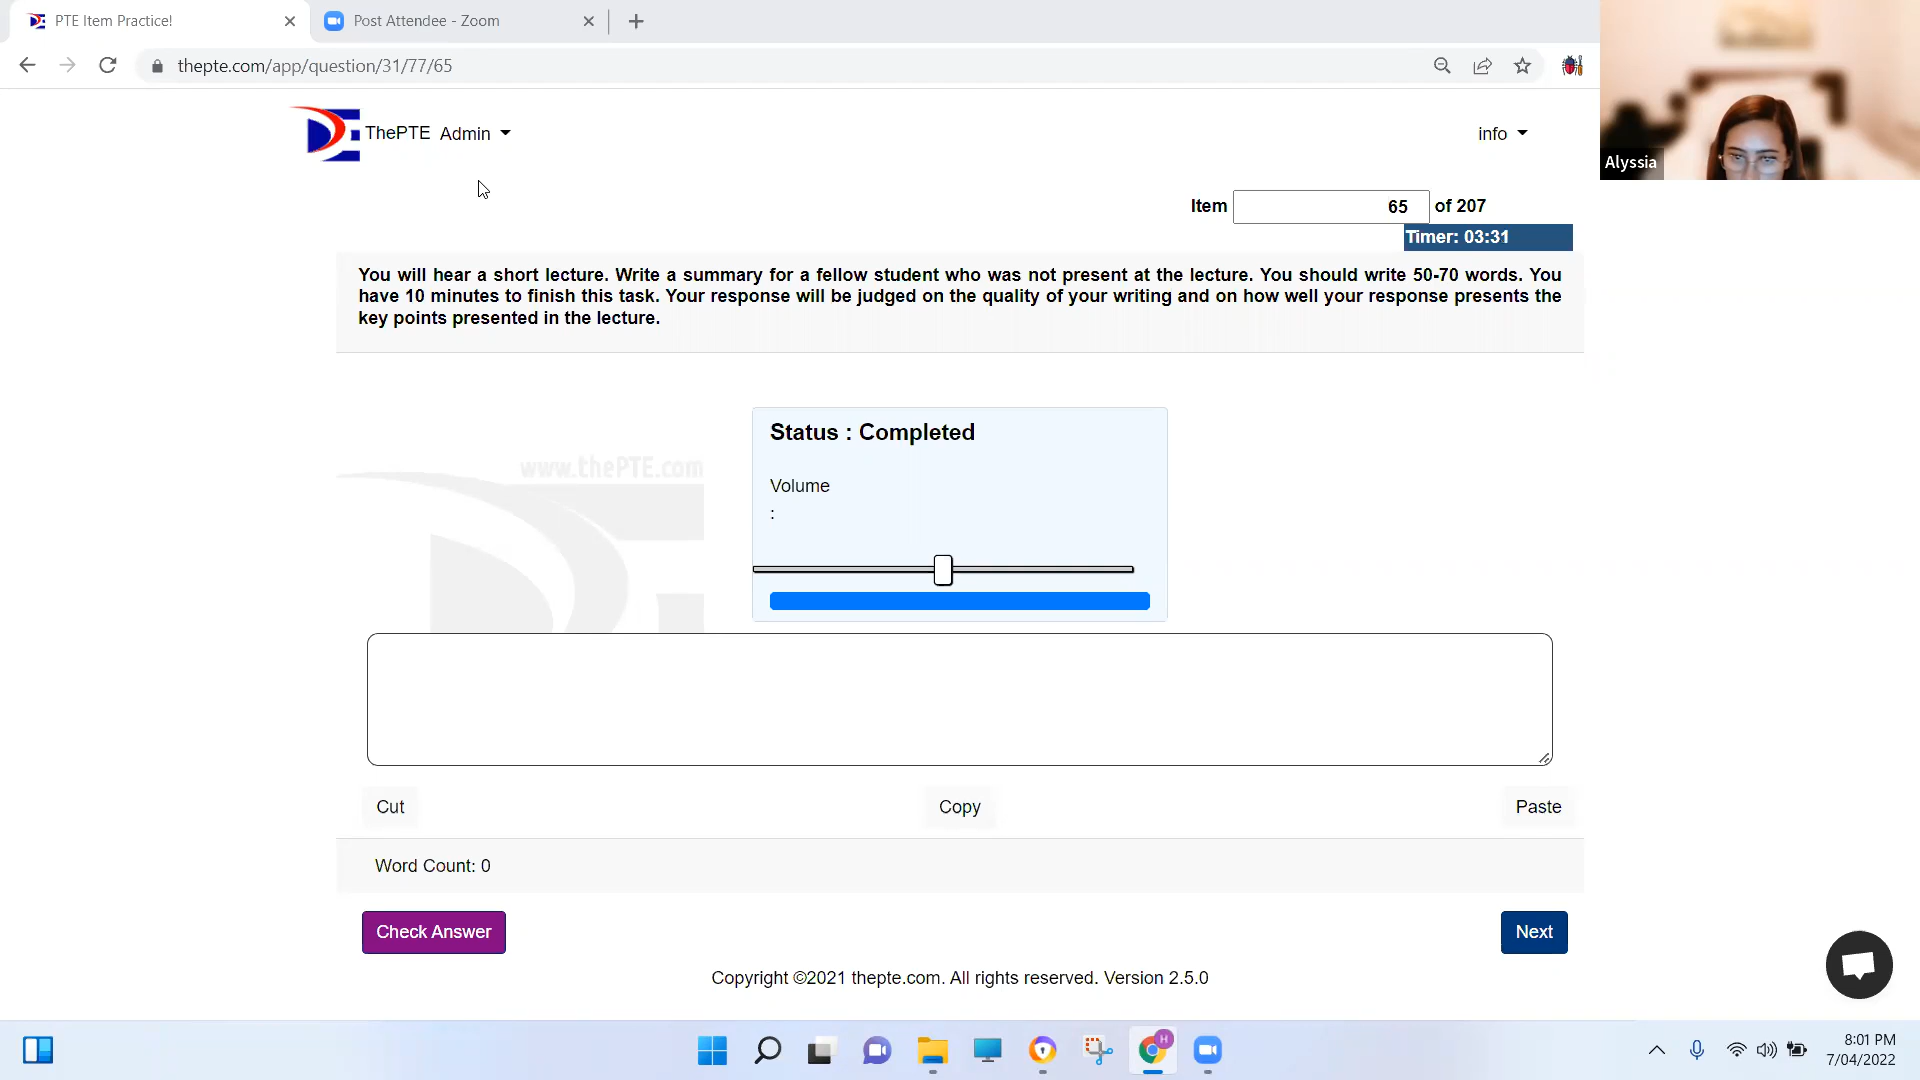 PTE Item Practice!
Post Attendee - Zoom
thepte.com/app/question/31/77/65
ThePTE Admin
info
Alyssia
Item 65 of 207
Timer: 03:31
You will hear a short lecture. Write a summary for a fellow student who was not present at the lecture. You should write 50-70 words. You
have 10 minutes to finish this task. Your response will be judged on the quality of your writing and on how well your response presents the
key points presented in the lecture.
www.thePTE.com
Status : Completed
Volume
:
Cut
Copy
Paste
Word Count: 0
Check Answer
Next
Copyright ©2021 thepte.com. All rights reserved. Version 2.5.0
H
8:01 PM
7/04/2022